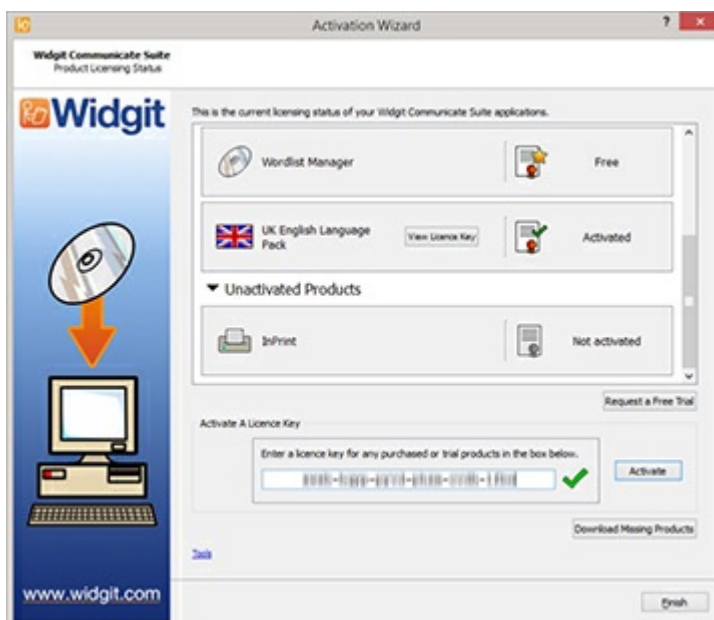 Activation Wizard
?
Widgit Communicate Suite
Product Licensing Status
Widgit
This is the current licensing status of your Widgit Communicate Suite applications.
Wordlist Manager
Free
UK English Language
Pack
View Licence Key
Activated
Unactivated Products
InPrint
Not activated
Request a Free Trial
Activate A Licence Key
Enter a licence key for any purchased or trial products in the box below.
Activate
Download Missing Products
Tools
www.widgit.com
Finish